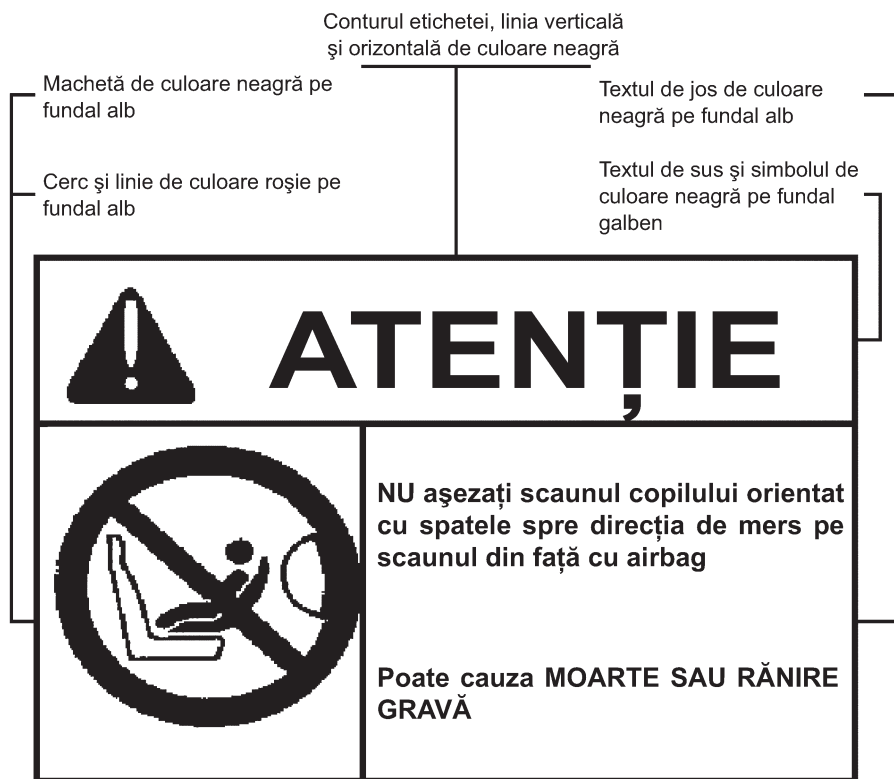 Conturul etichetei, linia verticală
şi orizontală de culoare neagră
Machetă de culoare neagră pe
fundal alb
Textul de jos de culoare
neagră pe fundal alb
Cerc şi linie de culoare roşie pe
fundal alb
Textul de sus şi simbolul de
culoare neagră pe fundal
galben
ATENȚIE
NU aşezați scaunul copilului orientat
cu spatele spre direcția de mers pe
scaunul din față cu airbag
Poate cauza MOARTE SAU RĂNIRE
GRAVĂ